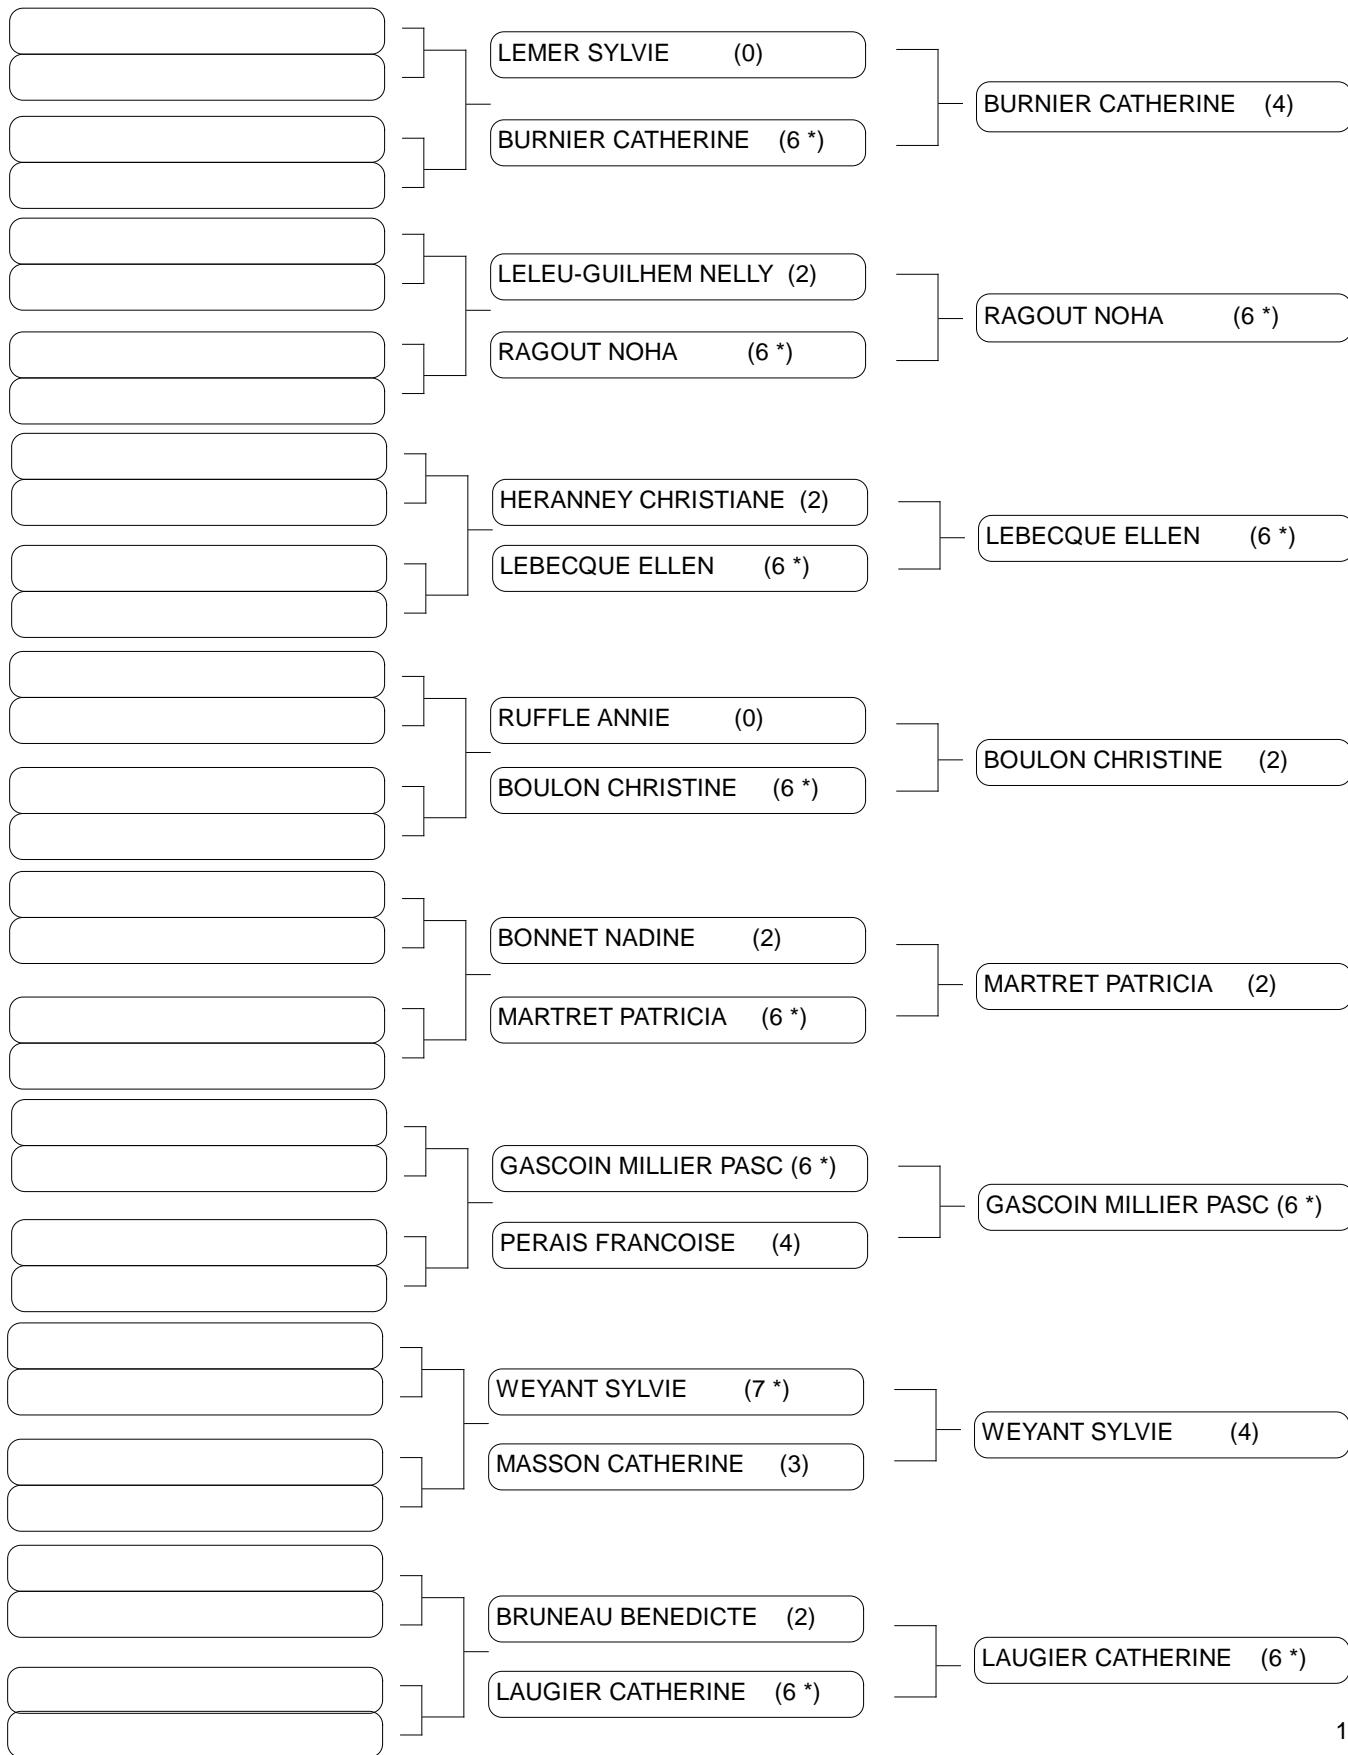 LEMER SYLVIE (0)
BURNIER CATHERINE (4)
BURNIER CATHERINE (6 *)
LELEU-GUILHEM NELLY (2)
RAGOUT NOHA (6 *)
RAGOUT NOHA (6 *)
HERANNEY CHRISTIANE (2)
LEBECQUE ELLEN (6 *)
LEBECQUE ELLEN (6 *)
RUFFLE ANNIE (0)
BOULON CHRISTINE (2)
BOULON CHRISTINE (6 *)
BONNET NADINE (2)
MARTRET PATRICIA (2)
MARTRET PATRICIA (6 *)
GASCOIN MILLIER PASC (6 *)
GASCOIN MILLIER PASC (6 *)
PERAIS FRANCOISE (4)
WEYANT SYLVIE (7 *)
WEYANT SYLVIE (4)
MASSON CATHERINE (3)
BRUNEAU BENEDICTE (2)
LAUGIER CATHERINE (6 *)
LAUGIER CATHERINE (6 *)
1